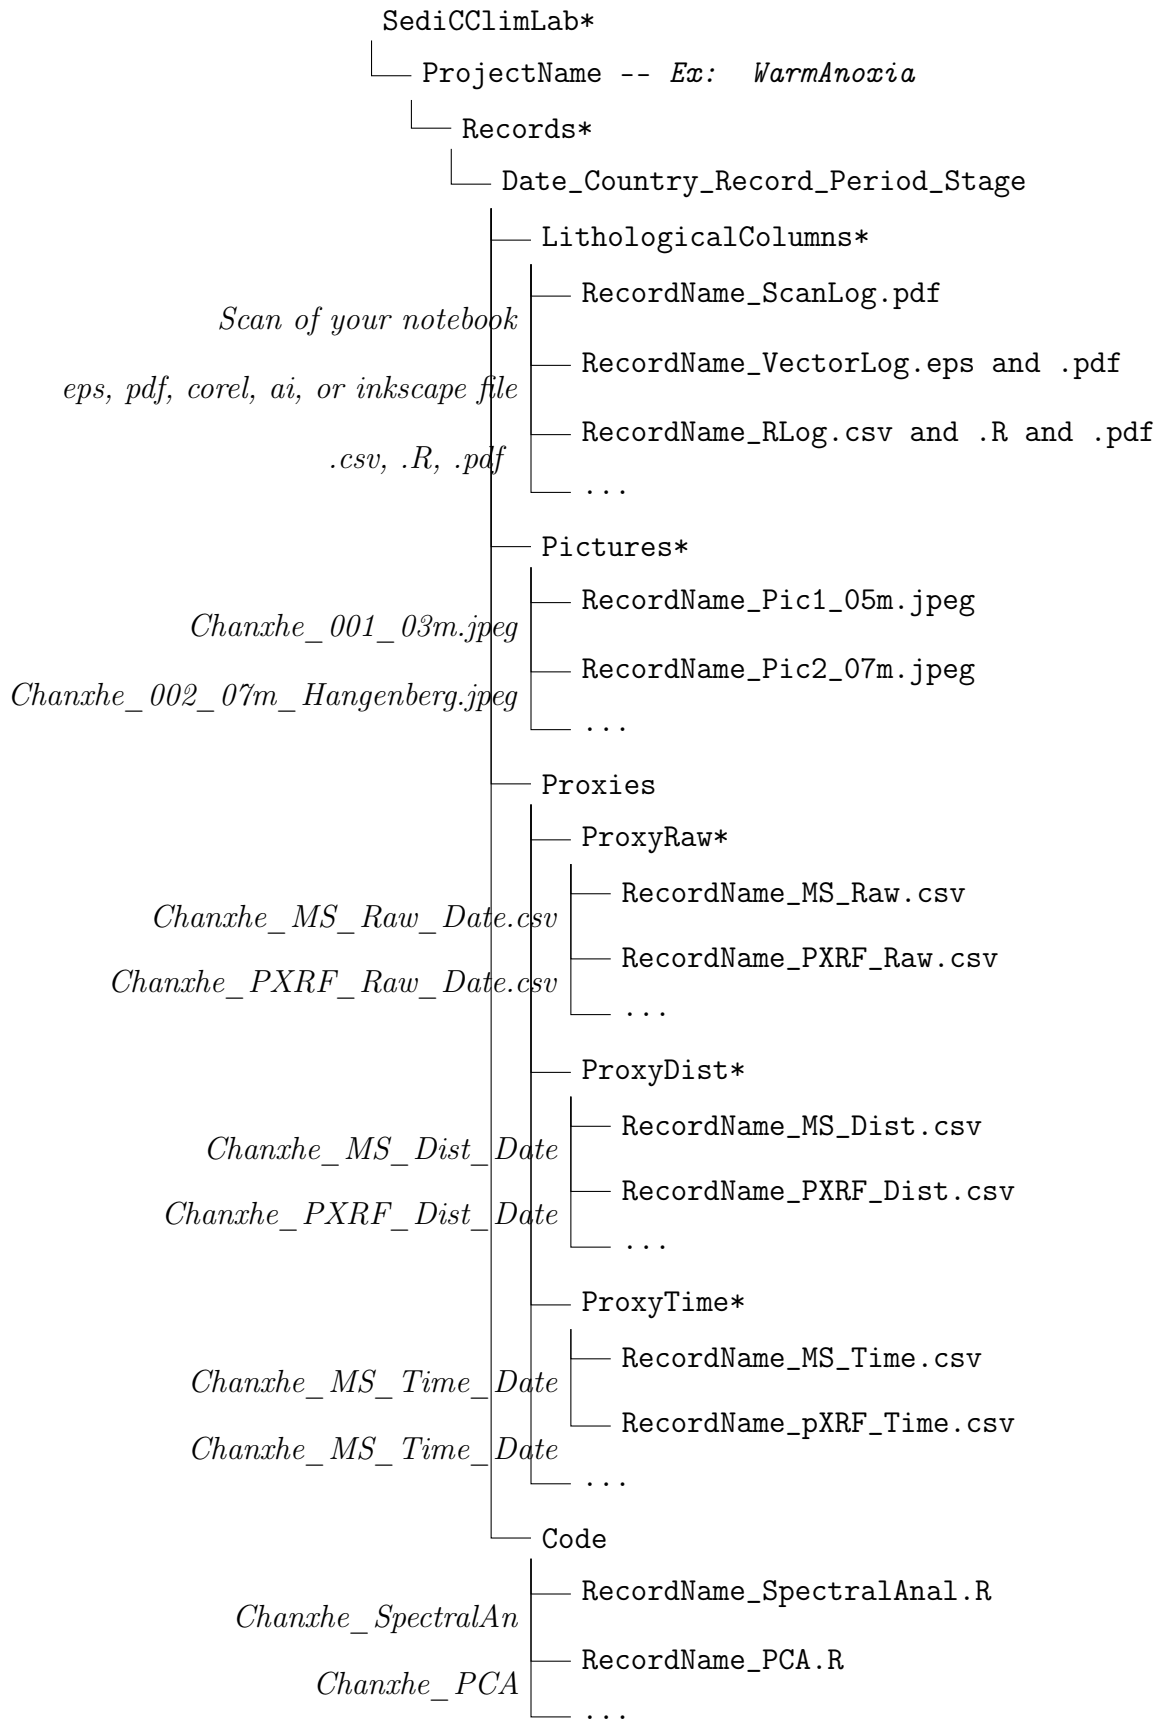 SediCClimLab*
ProjectName -- Ex: WarmAnoxia
Records*
Date_Country_Record_Period_Stage
LithologicalColumns*
RecordName_ScanLog.pdf
Scan of your notebook
RecordName_VectorLog.eps and .pdf
eps, pdf, corel, ai, or inkscape file
RecordName_RLog.csv and .R and .pdf
.csv, .R, .pdf
...
Pictures*
RecordName_Pic1_05m.jpeg
Chanxhe_001_03m.jpeg
RecordName_Pic2_07m.jpeg
Chanxhe_002_07m_Hangenberg.jpeg
...
Proxies
ProxyRaw*
RecordName_MS_Raw.csv
Chanxhe_MS_Raw_Date.csv
RecordName_PXRF_Raw.csv
Chanxhe_PXRF_Raw_Date.csv
...
ProxyDist*
RecordName_MS_Dist.csv
Chanxhe_MS_Dist_Date
RecordName_PXRF_Dist.csv
Chanxhe_PXRF_Dist_Date
...
ProxyTime*
RecordName_MS_Time.csv
Chanxhe_MS_Time_Date
RecordName_pXRF_Time.csv
Chanxhe_MS_Time_Date
...
Code
RecordName_SpectralAnal.R
Chanxhe_SpectralAn
RecordName_PCA.R
Chanxhe_PCA
...